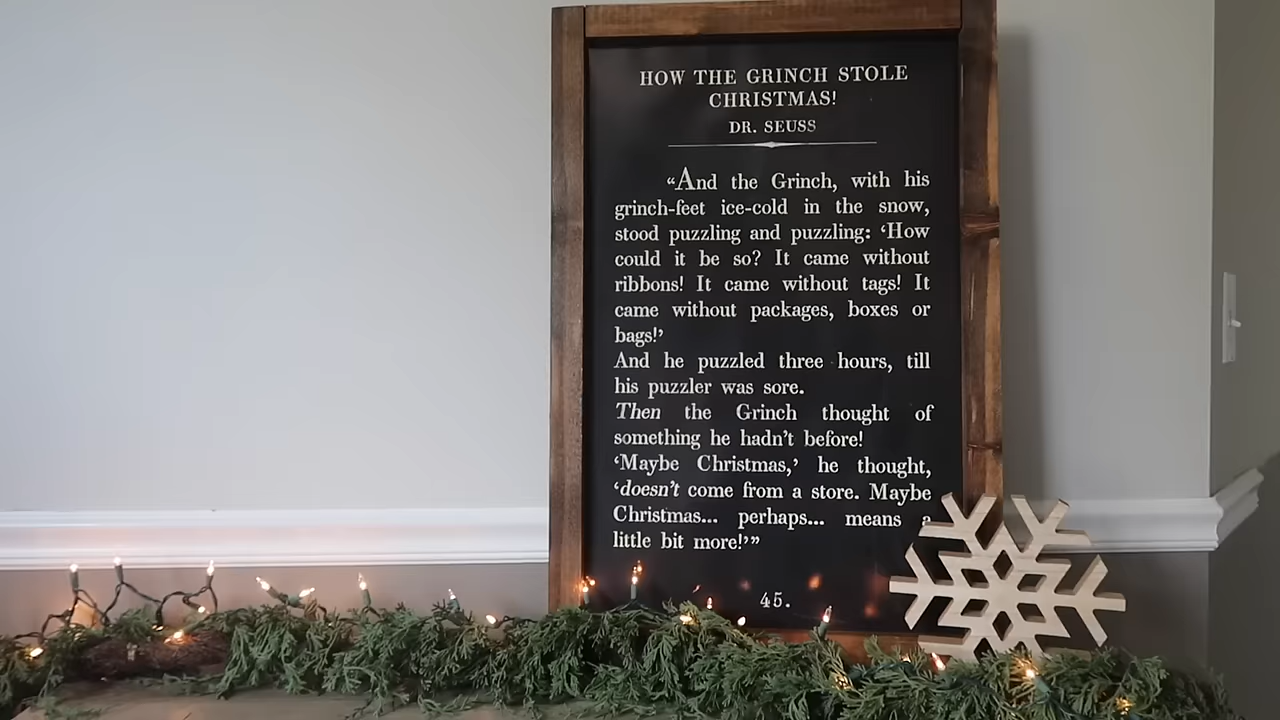 HOW THE GRINCH STOLE
CHRISTMAS!
DR. SEUSS
“And the Grinch, with his
grinch-feet ice-cold in the snow,
stood puzzling and puzzling: ‘How
could it be so? It came without
ribbons! It came without tags! It
came without packages, boxes or
bags!’
And he puzzled three hours, till
his puzzler was sore.
Then the Grinch thought of
something he hadn’t before!
‘Maybe Christmas,’ he thought,
‘doesn’t come from a store. Maybe
Christmas... perhaps... means a
little bit more!’”
45.